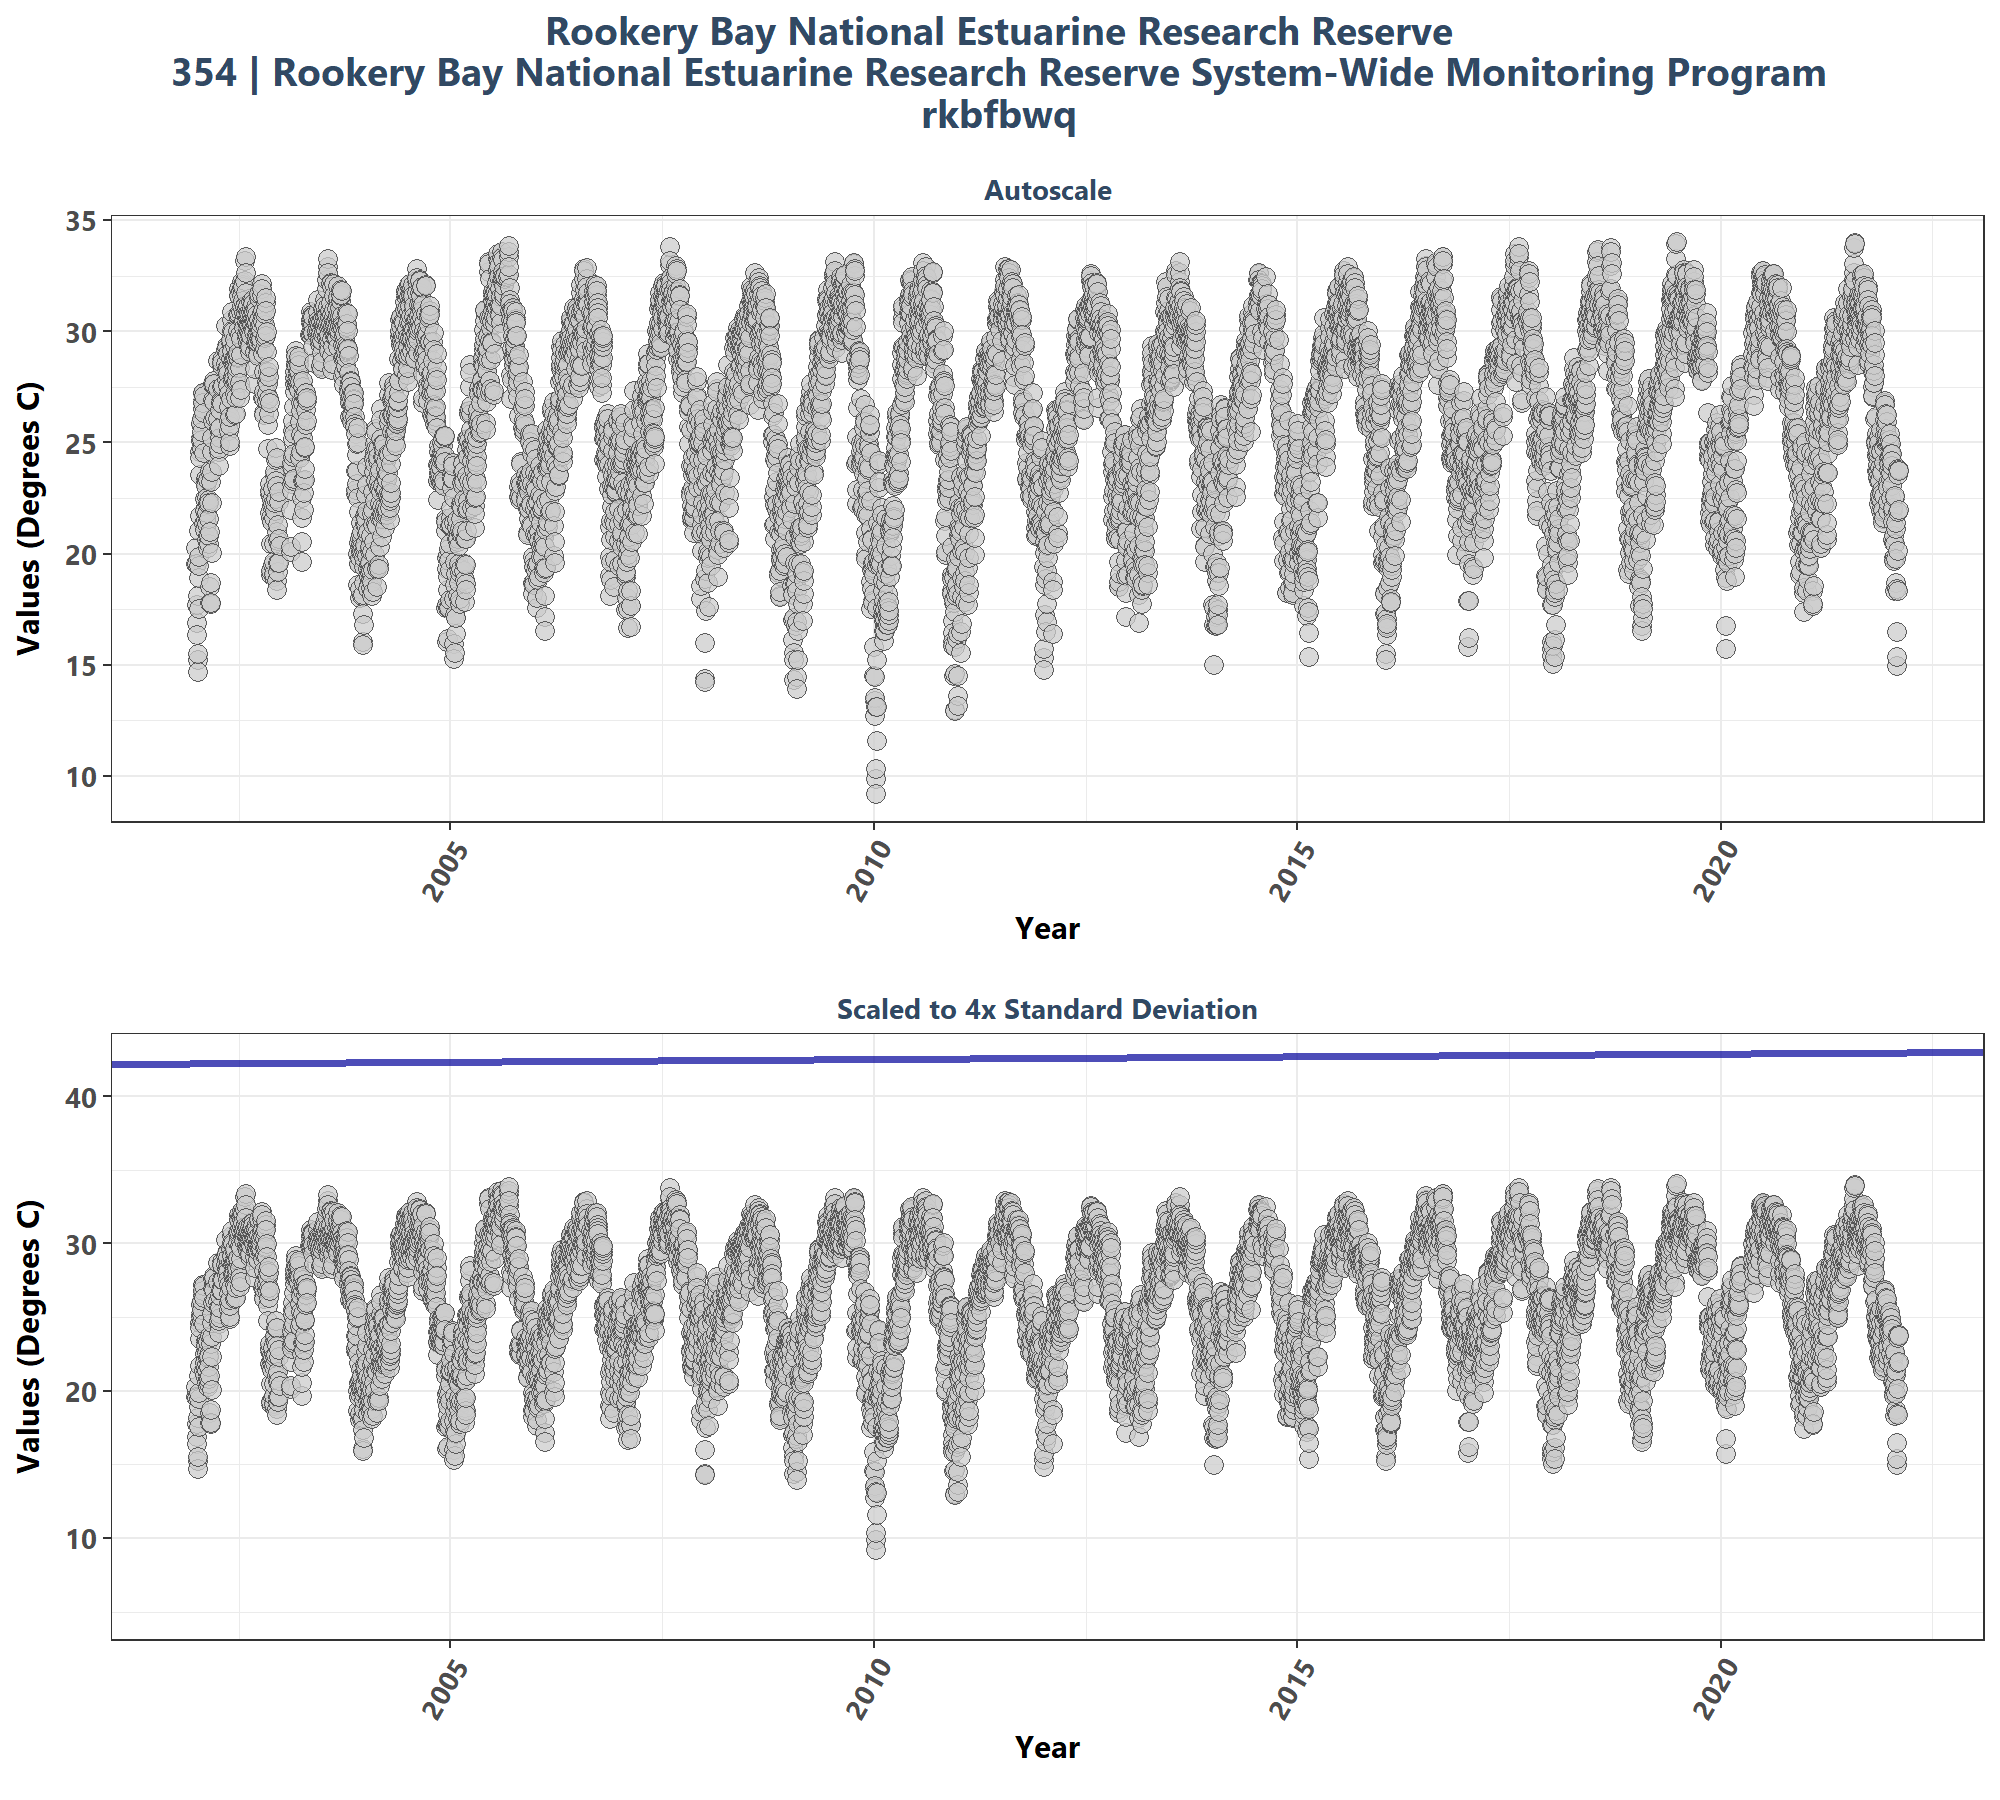 Rookery Bay National Estuarine Research Reserve
354 | Rookery Bay National Estuarine Research Reserve System-Wide Monitoring Program
rkbfbwq
Autoscale
35
30
25
20
15
10
Values (Degrees C)
2005
2010
2015
2020
Year
Scaled to 4x Standard Deviation
40
30
20
10
Values (Degrees C)
2005
2010
2015
2020
Year